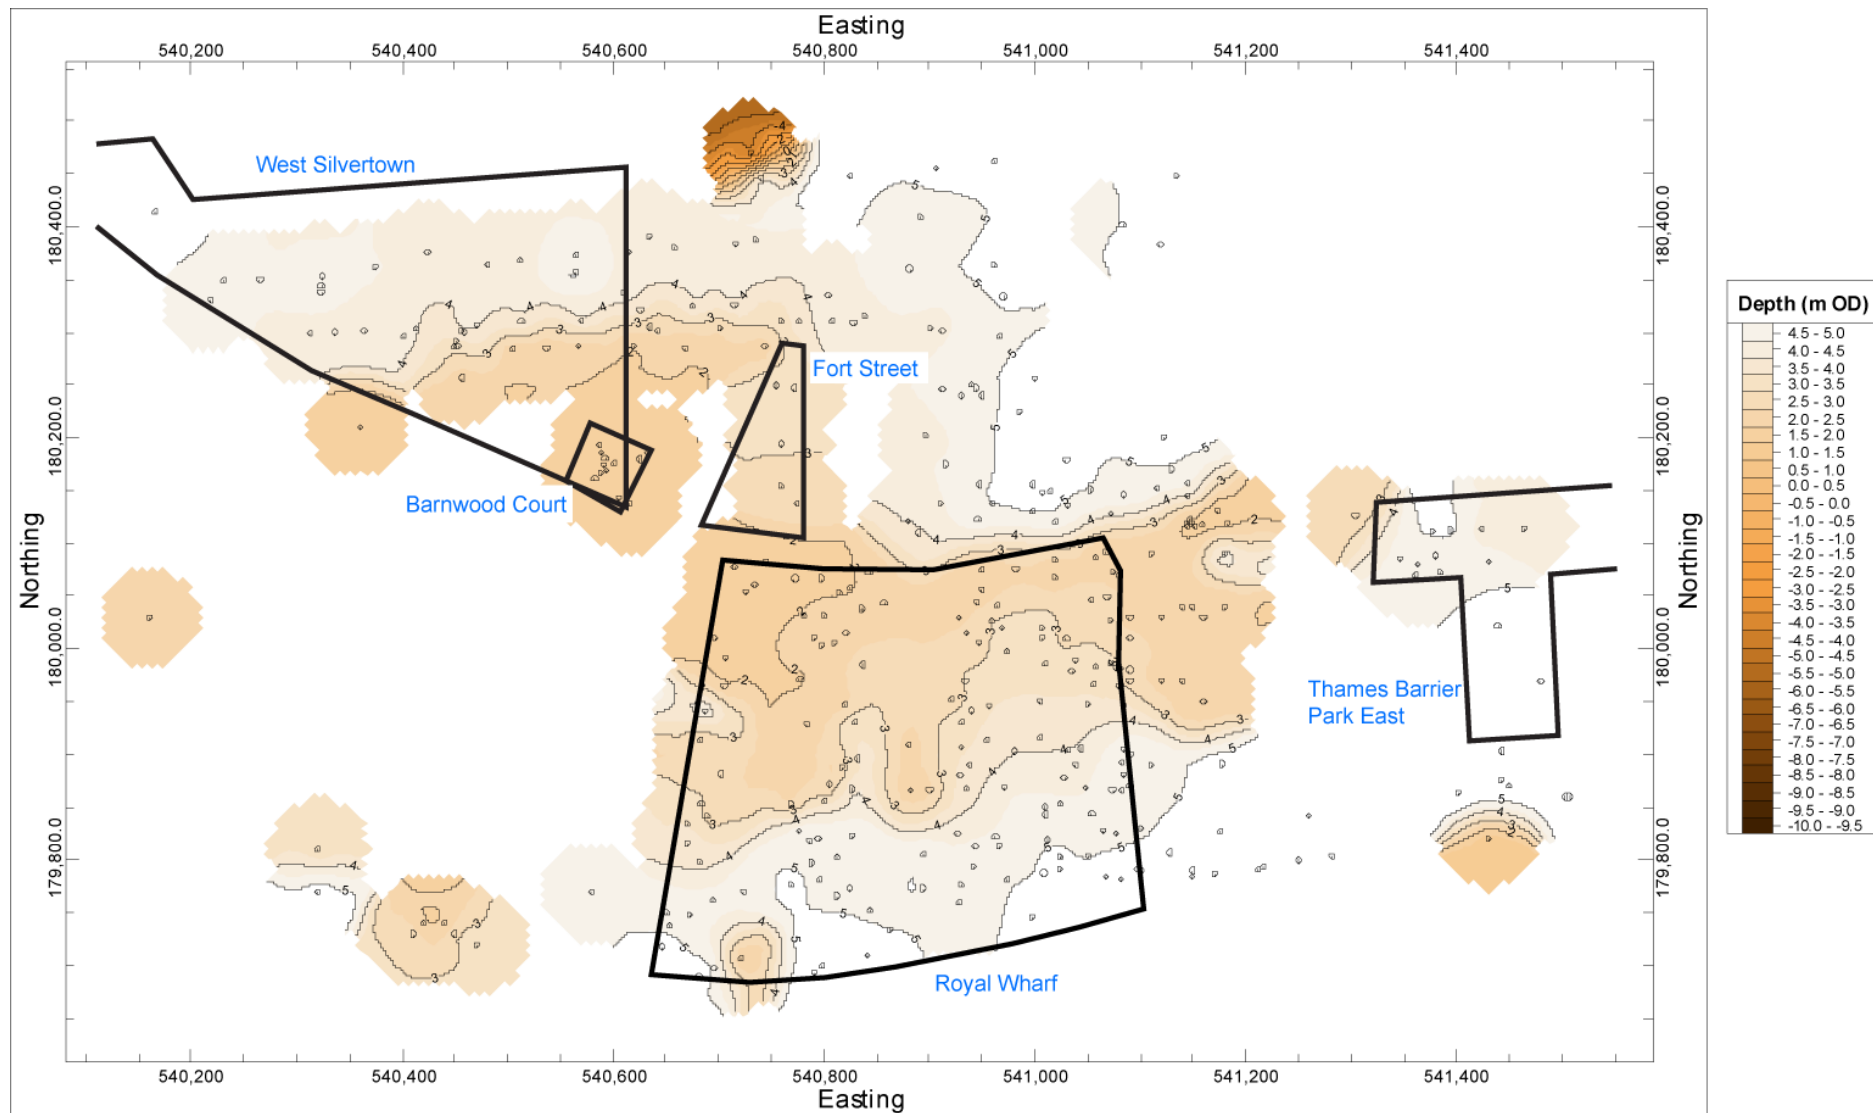 Easting
540,200 540,400 540,600 540,800 541,000 541,200 541,400
West Silvertown
Fort Street
Barnwood Court
Thames Barrier
Park East
Royal Wharf
Northing
180,400.0
180,200.0
180,000.0
179,800.0
Northing
180,400.0
180,200.0
180,000.0
179,800.0
540,200 540,400 540,600 540,800 541,000 541,200 541,400
Easting
Depth (m OD)
4.5 - 5.0
4.0 - 4.5
3.5 - 4.0
3.0 - 3.5
2.5 - 3.0
2.0 - 2.5
1.5 - 2.0
0.5 - 1.0
0.0 - 0.5
-0.5 - 0.0
-1.0 - -0.5
-1.5 - -1.0
-2.0 - -1.5
-2.5 - -2.0
-3.0 - -2.5
-3.5 - -3.0
-4.0 - -3.5
-4.5 - -4.0
-5.0 - -4.5
-5.5 - -5.0
-6.0 - -5.5
-6.5 - -6.0
-7.0 - -6.5
-7.5 - -7.0
-8.0 - -7.5
-8.5 - -8.0
-9.0 - -8.5
-9.5 - -9.0
-10.0 - -9.5